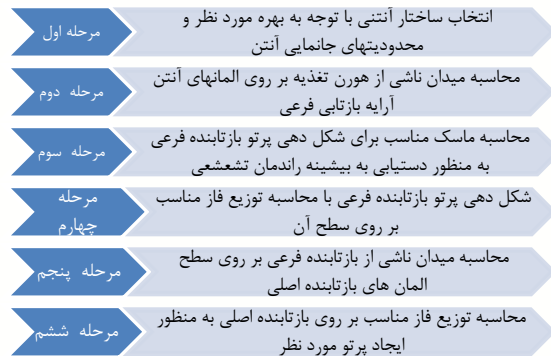 مرحله اول
انتخاب ساختار آنتنی با توجه به بهره مورد نظر و
محدودیتهای جانمایی آنتن
مرحله دوم
محاسبه میدان ناشی از هورن تغذیه بر روی المانهای آنتن
آرایه بازتابی فرعی
مرحله سوم
محاسبه ماسک مناسب برای شکل دهی پرتو بازتابنده فرعی
به منظور دستیابی به بیشینه راندمان تشعشعی
مرحله
چهارم
شکل دهی پرتو بازتابنده فرعی با محاسبه توزیع فاز مناسب
بر روی سطح آن
مرحله پنجم
محاسبه میدان ناشی از بازتابنده فرعی بر روی سطح
المان های بازتابنده اصلی
مرحله ششم
محاسبه توزیع فاز مناسب بر روی بازتابنده اصلی به منظور
ایجاد پرتو مورد نظر